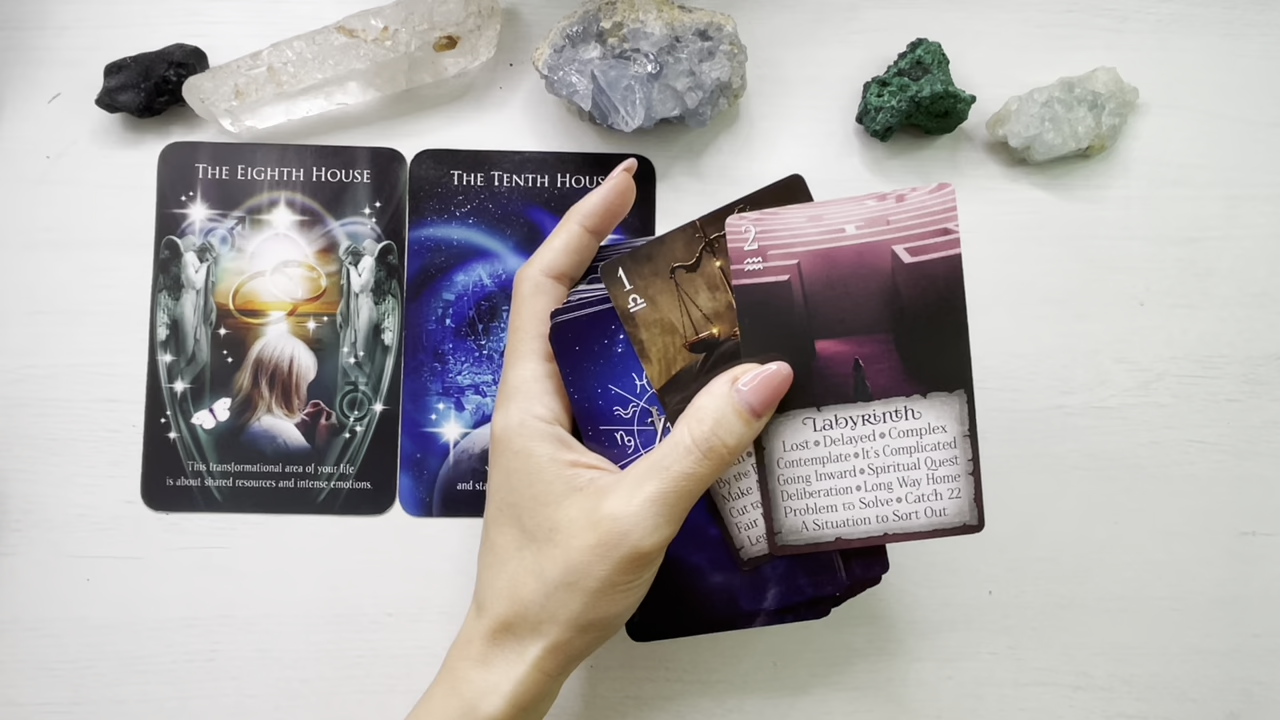 THE EIGHTH HOUSE
This transformational area of your life
is about shared resources and intense emotions.
THE TENTH HOUS
and sta
1
♎
By the
Make
Cut to
Fair
2
♒
Labyrinth
Lost • Delayed • Complex
Contemplate • It's Complicated
Going Inward • Spiritual Quest
Deliberation • Long Way Home
Problem to Solve • Catch 22
A Situation to Sort Out